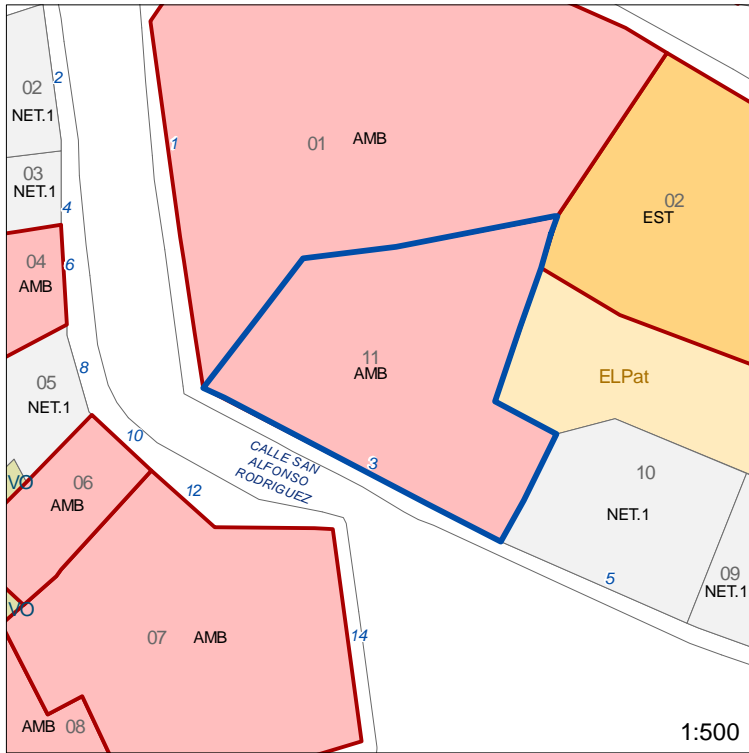 02
NET.1
2
03
NET.1
4
04
AMB
6
05
NET.1
8
VO
06
AMB
10
12
VO
07
AMB
14
AMB 08
1
01
AMB
02
EST
11
AMB
3
ELPat
CALLE SAN
ALFONSO
RODRIGUEZ
10
NET.1
5
09
NET.1
1:500